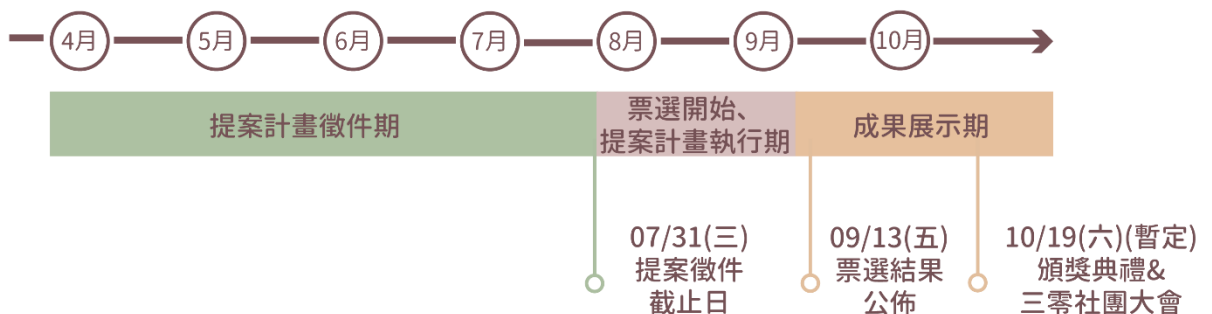 4月
5月
6月
7月
8月
9月
10月
提案計畫徵件期
票選開始、
提案計畫執行期
成果展示期
07/31(三)
提案徵件
截止日
09/13(五)
票選結果
公佈
10/19(六)(暫定)
頒獎典禮&
三零社團大會